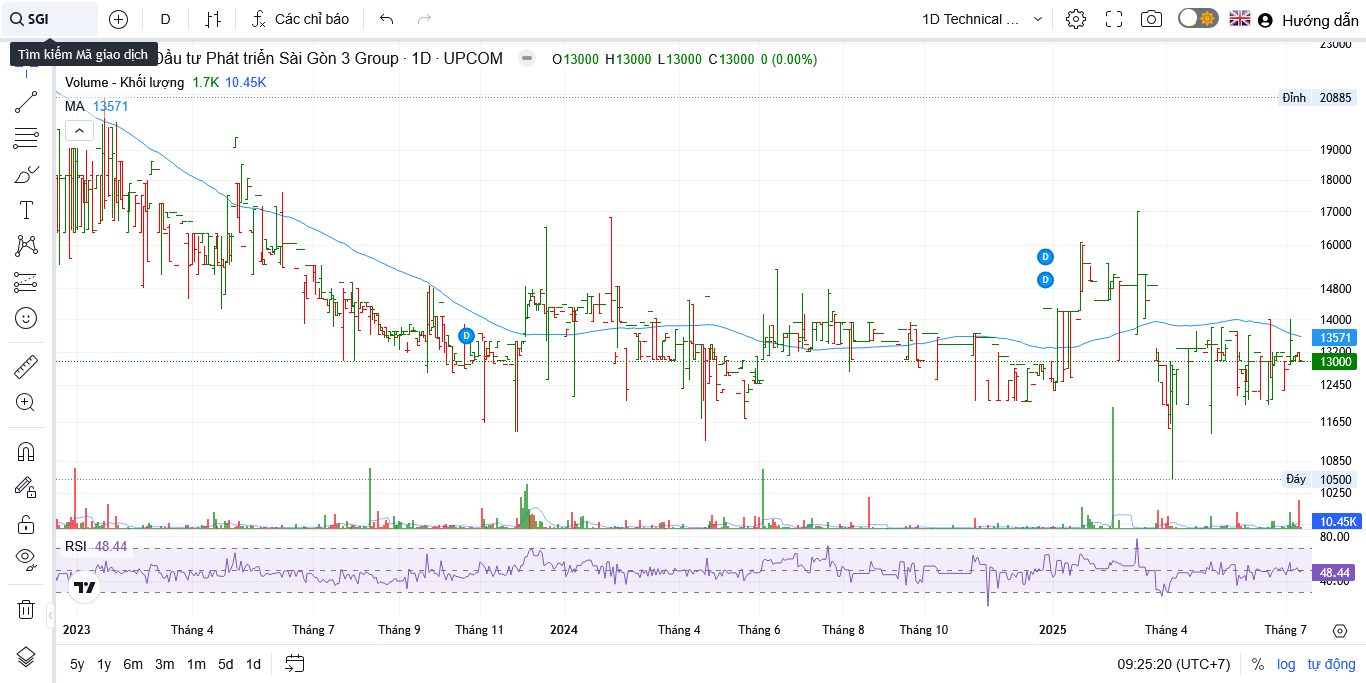 SGI
D
Các chỉ báo
1D Technical ...
Hướng dẫn
Tìm kiếm Mã giao dịch
Đầu tư Phát triển Sài Gòn 3 Group · 1D · UPCOM
O13000 H13000 L13000 C13000 0 (0.00%)
Volume - Khối lượng 1.7K 10.45K
MA 13571
23000
Đỉnh 20885
19000
18000
17000
16000
D
D
14800
14000
D
13571
13200
13000
12450
11650
10850
Đáy 10500
10250
10.45K
RSI 48.44
80.00
48.44
40.00
2023 Tháng 4 Tháng 7 Tháng 9 Tháng 11 2024 Tháng 4 Tháng 6 Tháng 8 Tháng 10 2025 Tháng 4 Tháng 7
5y 1y 6m 3m 1m 5d 1d
09:25:20 (UTC+7) % log tự động